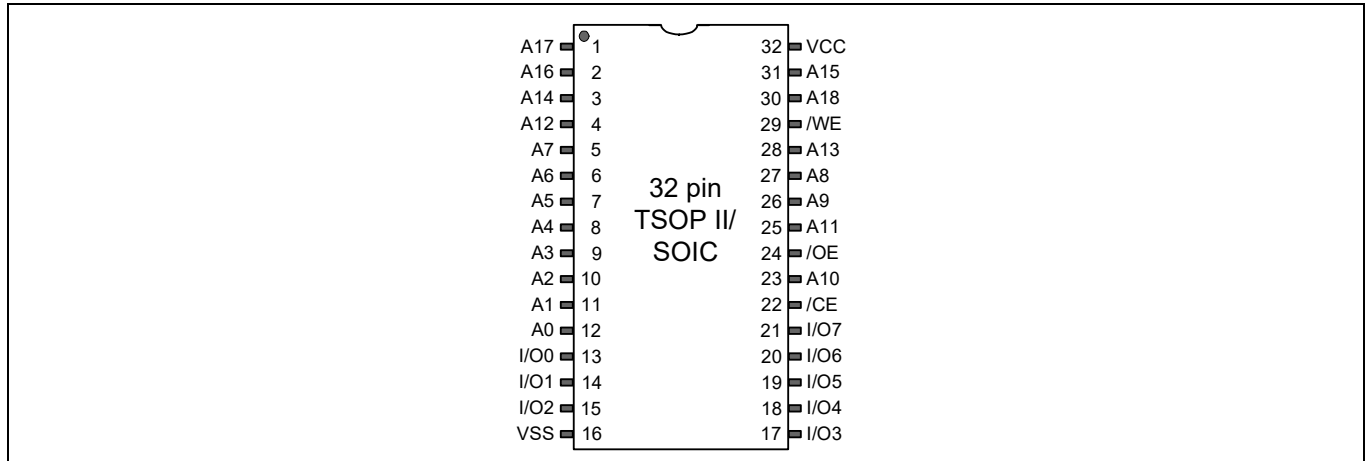 A17 1 32 VCC
A16 2 31 A15
A14 3 30 A18
A12 4 29 /WE
A7 5 28 A13
A6 6 27 A8
A5 7 26 A9
A4 8 25 A11
A3 9 24 /OE
A2 10 23 A10
A1 11 22 /CE
A0 12 21 I/O7
I/O0 13 20 I/O6
I/O1 14 19 I/O5
I/O2 15 18 I/O4
VSS 16 17 I/O3
32 pin
TSOP II/
SOIC